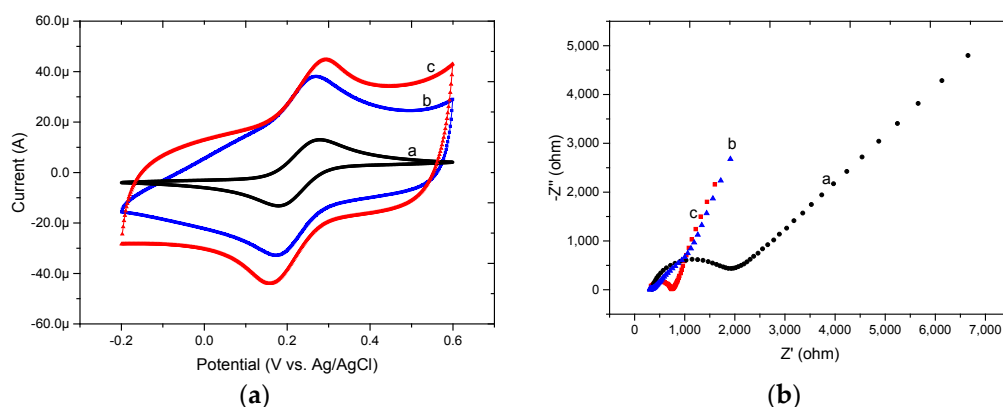 60.0µ
40.0µ
20.0µ
0.0
-20.0µ
-40.0µ
-60.0µ
Current (A)
c
b
a
-0.2
0.0
0.2
0.4
0.6
Potential (V vs. Ag/AgCl)
(a)
5,000
4,000
3,000
2,000
1,000
0
-Z" (ohm)
b
c
a
0
1,000
2,000
3,000
4,000
5,000
6,000
7,000
Z' (ohm)
(b)